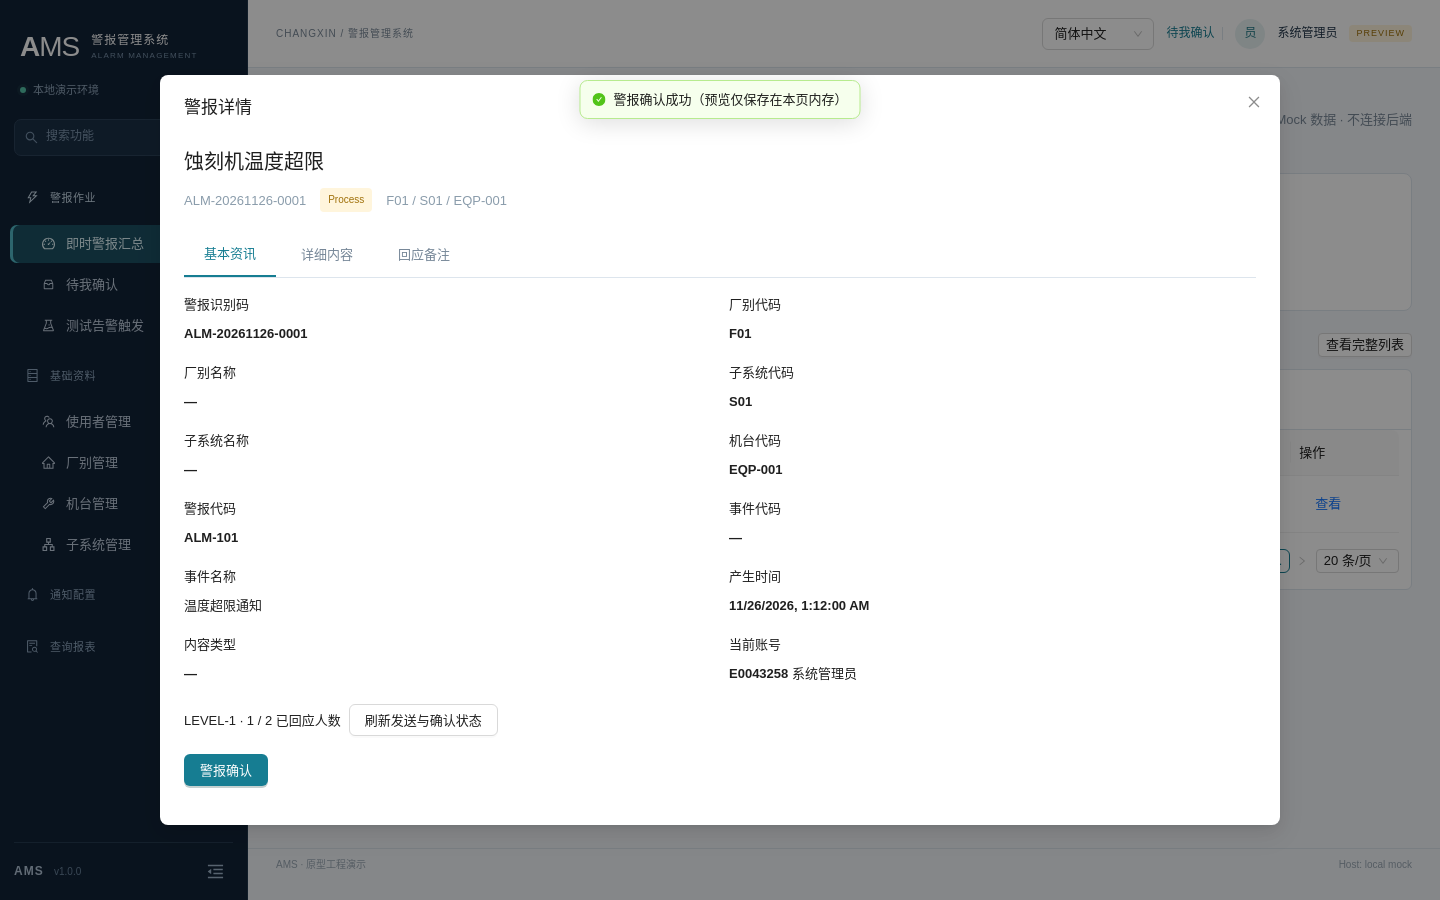 AMS 警报管理系统
ALARM MANAGEMENT
CHANGXIN / 警报管理系统
简体中文
待我确认
员
系统管理员
PREVIEW
本地演示环境
搜索功能
警报作业
即时警报汇总
待我确认
测试告警触发
基础资料
使用者管理
厂别管理
机台管理
子系统管理
通知配置
查询报表
AMS v1.0.0
Mock 数据 · 不连接后端
查看完整列表
操作
查看
20 条/页
警报确认成功（预览仅保存在本页内存）
警报详情
蚀刻机温度超限
ALM-20261126-0001 Process F01 / S01 / EQP-001
基本资讯 详细内容 回应备注
警报识别码
ALM-20261126-0001
厂别代码
F01
厂别名称
—
子系统代码
S01
子系统名称
—
机台代码
EQP-001
警报代码
ALM-101
事件代码
—
事件名称
温度超限通知
产生时间
11/26/2026, 1:12:00 AM
内容类型
—
当前账号
E0043258 系统管理员
LEVEL-1 · 1 / 2 已回应人数 刷新发送与确认状态
警报确认
AMS · 原型工程演示
Host: local mock